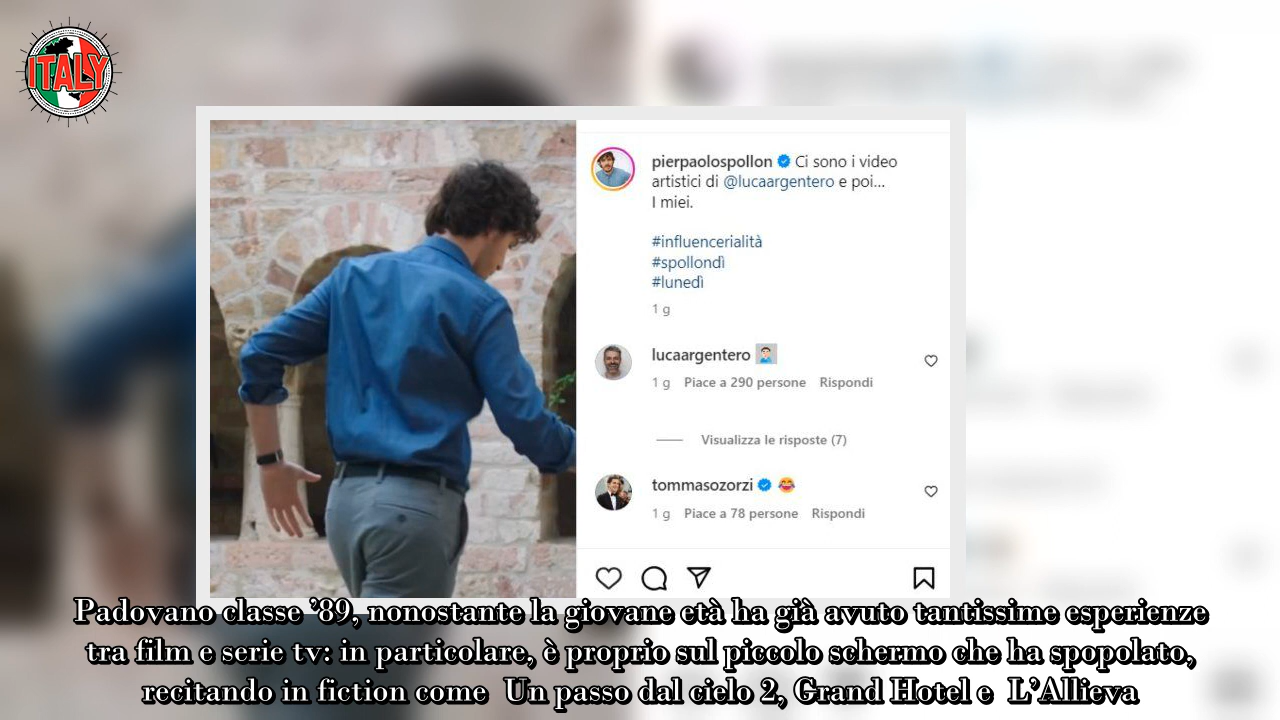 ITALY
pierpaolospollon Ci sono i video
artistici di @lucaargentero e poi...
I miei.
#influencerialità
#spollondì
#lunedì
1 g
lucaargentero
1 g Piace a 290 persone Rispondi
Visualizza le risposte (7)
tommasozorzi 😂
1 g Piace a 78 persone Rispondi
Padovano classe '89, nonostante la giovane età ha già avuto tantissime esperienze
tra film e serie tv: in particolare, è proprio sul piccolo schermo che ha spopolato,
recitando in fiction come Un passo dal cielo 2, Grand Hotel e L'Allieva